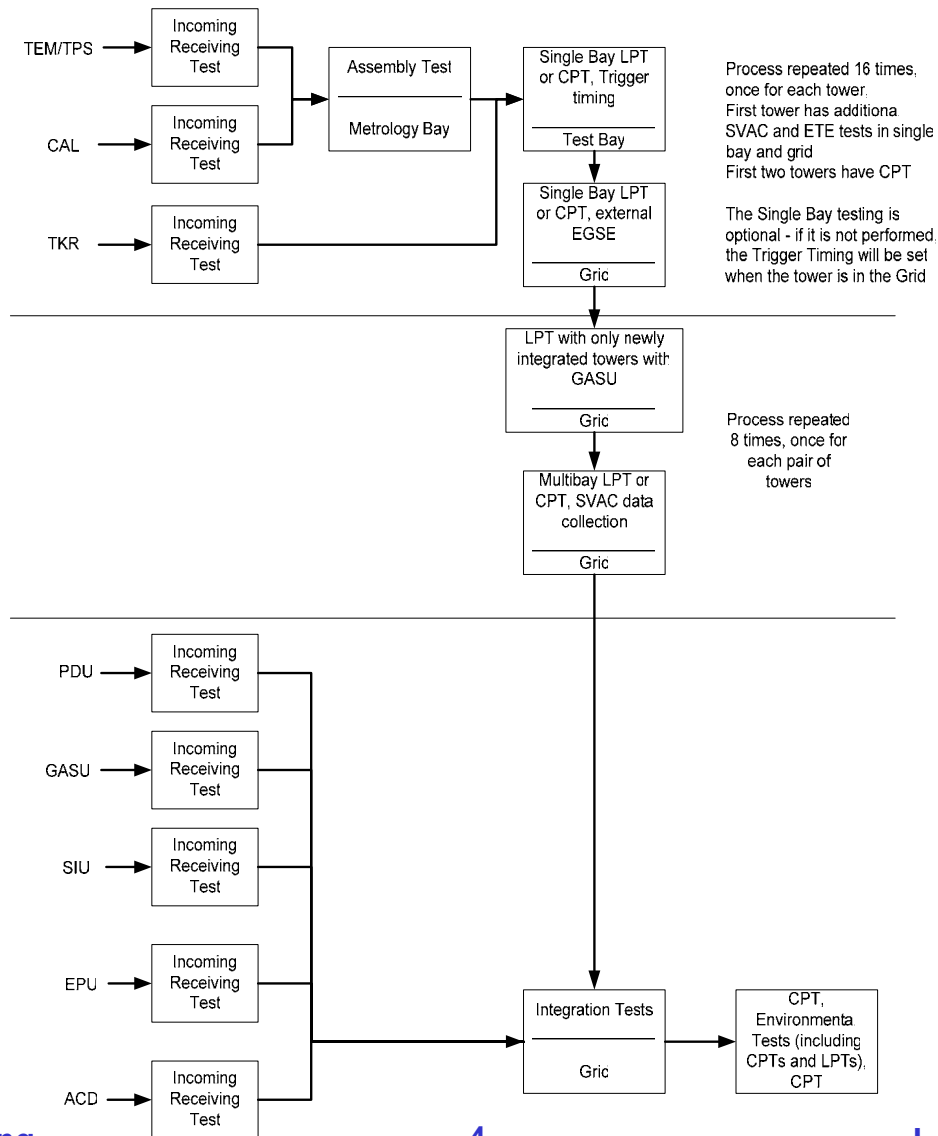 TEM/TPS
Incoming
Receiving
Test
CAL
Incoming
Receiving
Test
TKR
Incoming
Receiving
Test
Assembly Test
Metrology Bay
Single Bay LPT
or CPT, Trigger
timing
Test Bay
Single Bay LPT
or CPT, external
EGSE
Grid
Process repeated 16 times,
once for each tower.
First tower has additiona
SVAC and ETE tests in single
bay and grid
First two towers have CPT
The Single Bay testing is
optional - if it is not performed,
the Trigger Timing will be set
when the tower is in the Grid
LPT with only newly
integrated towers with
GASU
Grid
Multibay LPT or
CPT, SVAC data
collection
Grid
Process repeated
8 times, once for
each pair of
towers
PDU
Incoming
Receiving
Test
GASU
Incoming
Receiving
Test
SIU
Incoming
Receiving
Test
EPU
Incoming
Receiving
Test
ACD
Incoming
Receiving
Test
Integration Tests
Grid
CPT,
Environmenta
Tests (including
CPTs and LPTs),
CPT
4